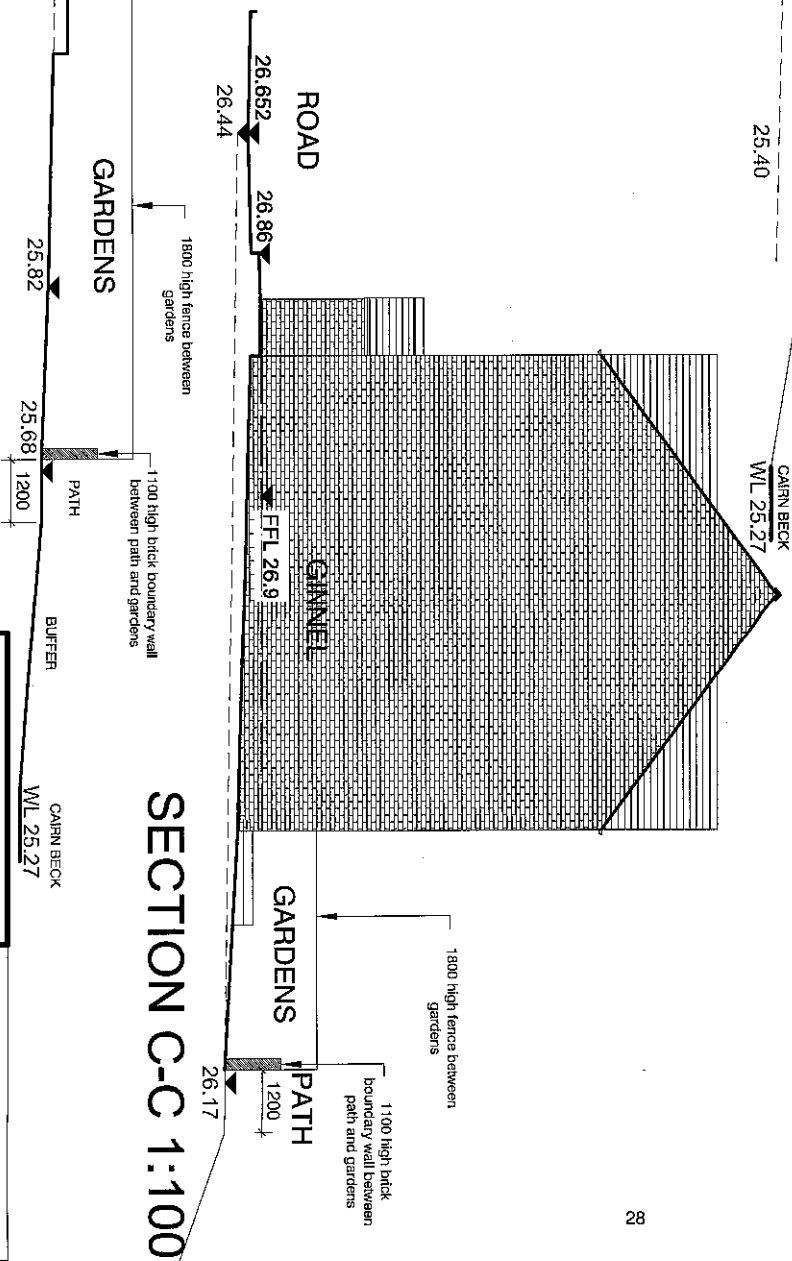 25.40
CAIRN BECK
WL 25.27
ROAD
26.652
26.44
26.86
FFL 26.9
GINNEL
GARDENS
1800 high fence between
gardens
1100 high brick
boundary wall between
path and gardens
PATH
1200
26.17
SECTION C-C 1:100
GARDENS
1800 high fence between
gardens
25.82
25.68
1200
PATH
1100 high brick boundary wall
between path and gardens
BUFFER
CAIRN BECK
WL 25.27
28